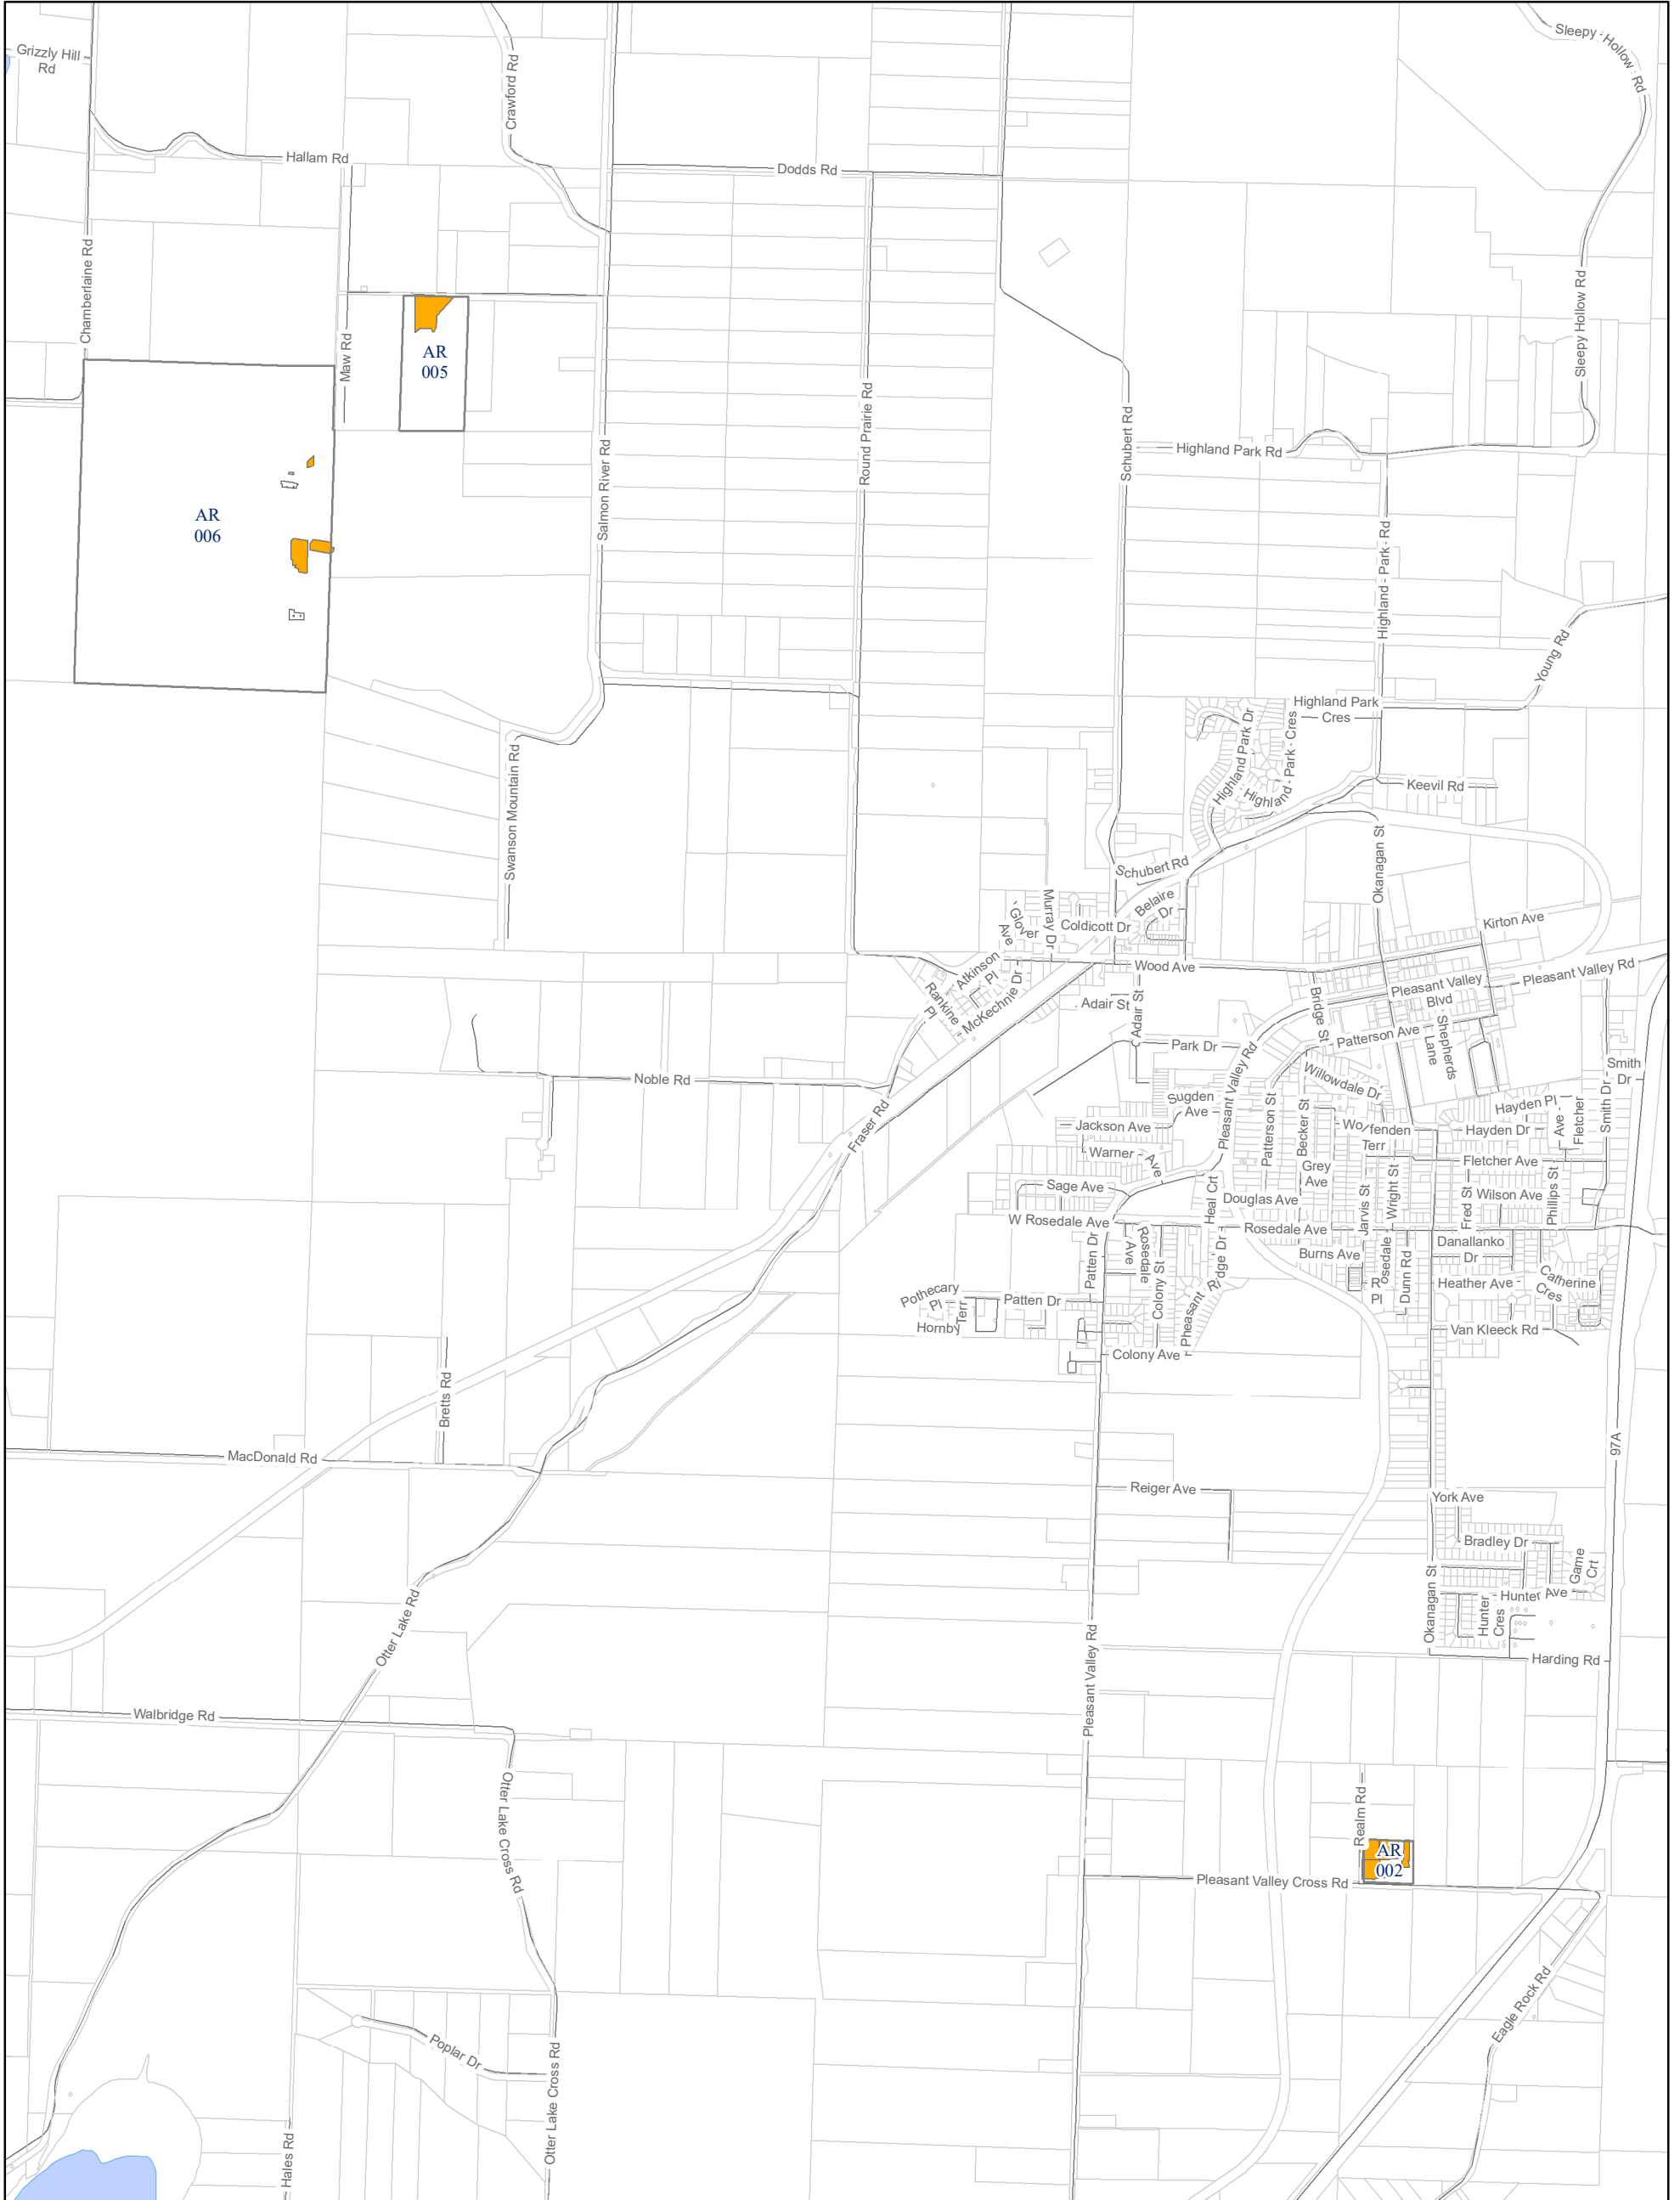 Grizzly Hill
Rd
Crawford Rd
Sleepy - Hollow - Rd
Hallam Rd
Dodds Rd
Chamberlaine Rd
Maw Rd
AR
005
Sleepy Hollow Rd
Round Prairie Rd
Schubert Rd
Salmon River Rd
Highland Park Rd
AR
006
Highland - Park - Rd
Young Rd
Highland Park
Cres
Highland Park Dr
Highland - Park - Cres
Swanson Mountain Rd
Keevil Rd
Okanagan St
Schubert Rd
Belaire
Dr
Glover
Ave
Murray Dr
Coldicott Dr
Kirton Ave
Wood Ave
Atkinson
Pl
Rankine
Pl
McKechnie Dr
Adair St
Adair St
Bridge St
Pleasant Valley
Blvd
Pleasant Valley Rd
Patterson Ave
Shepherds
Lane
Park Dr
Pleasant Valley Rd
Smith
Dr
Noble Rd
Willowdale Dr
Sugden
Ave
Fraser Rd
Jackson Ave
Patterson St
Becker St
Hayden Pl
Hayden Dr
Fletcher
Ave
Smith Dr
Terr
Warner - Ave
Grey
Ave
Fletcher Ave
Sage Ave
Douglas Ave
Jarvis St
Wright St
Fred St
Wilson Ave
Phillips St
Heal Crt
W Rosedale Ave
Rosedale Ave
Rosedale
Ave
Patten Dr
Colony St
Burns Ave
Danallanko
Dr
Rosedale
Pl
Dunn Rd
Heather Ave
Catherine
Cres
Pothecary
Pl
Hornby
Terr
Patten Dr
Pheasant Ridge Dr
Van Kleeck Rd
Colony Ave
Bretts Rd
97A
MacDonald Rd
Reiger Ave
York Ave
Bradley Dr
Game
Crt
Okanagan St
Hunter Ave
Hunter
Cres
Otter Lake Rd
Pleasant Valley Rd
Harding Rd
Walbridge Rd
Otter Lake Cross Rd
Realm Rd
AR
002
Pleasant Valley Cross Rd
Eagle Rock Rd
Poplar Dr
Otter Lake Cross Rd
Hales Rd